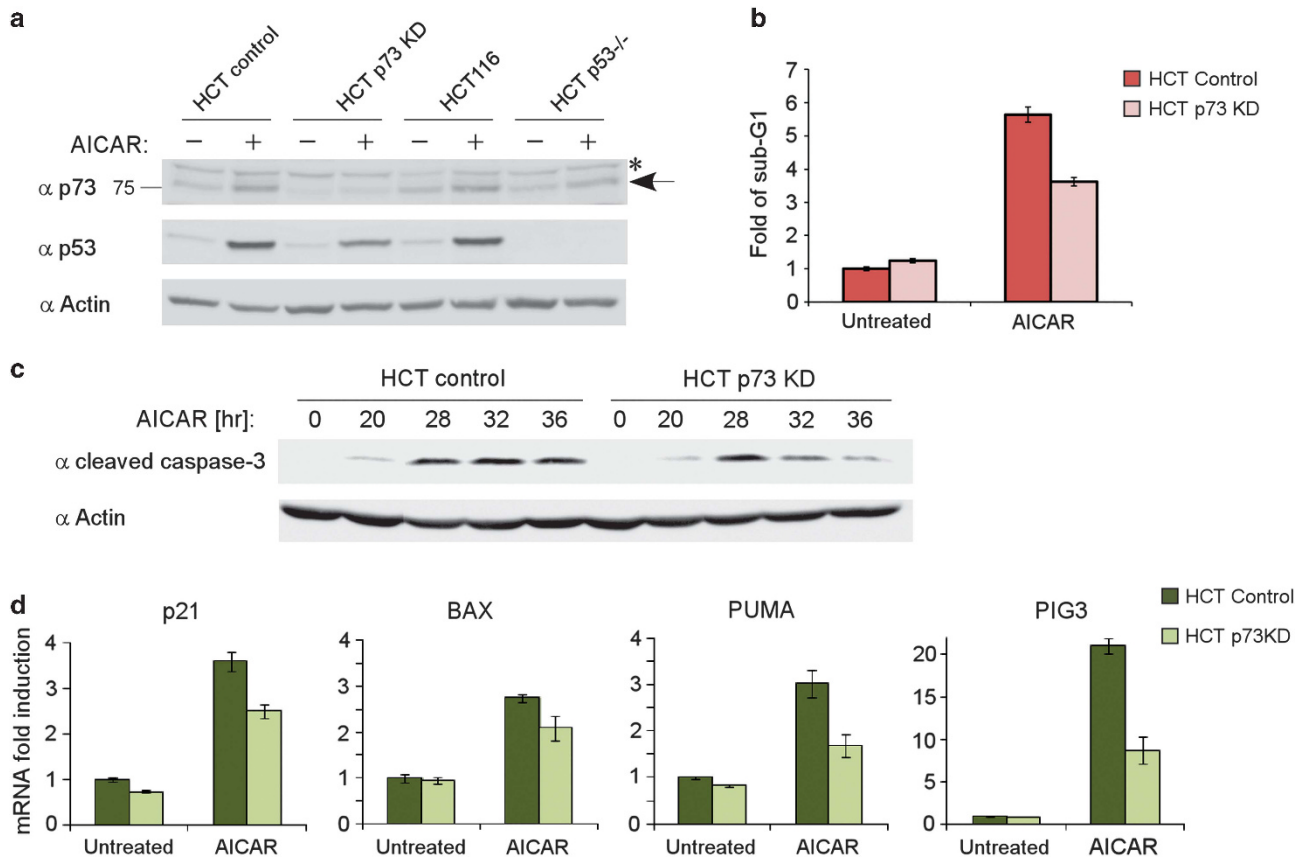 a
HCT control
HCT p73 KD
HCT116
HCT p53-/-
AICAR: − + − + − + − +
*
α p73 75
α p53
α Actin
b
7
6
5
4
3
2
1
0
Fold of sub-G1
Untreated AICAR
HCT Control
HCT p73 KD
c
HCT control HCT p73 KD
AICAR [hr]: 0 20 28 32 36 0 20 28 32 36
α cleaved caspase-3
α Actin
d
mRNA fold induction
p21
4
3
2
1
0
Untreated AICAR
BAX
4
3
2
1
0
Untreated AICAR
PUMA
4
3
2
1
0
Untreated AICAR
PIG3
20
15
10
5
0
Untreated AICAR
HCT Control
HCT p73KD